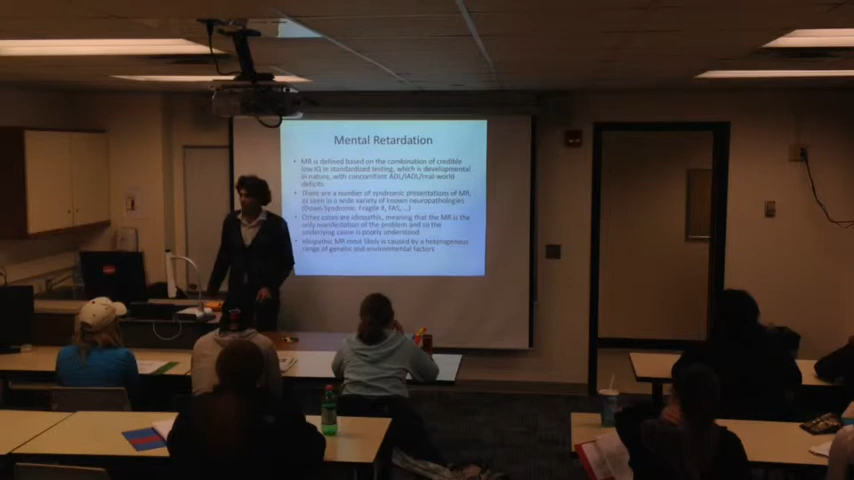 Mental Retardation
• MR is defined based on the combination of credible
low IQ in standardized testing, which is developmental
in nature, with concomitant ADL/IADL/real-world
deficits
• There are a number of syndromic presentations of MR,
as seen in a wide variety of known neuropathologies
(Down Syndrome, Fragile X, FAS, ...)
• Other cases are idiopathic, meaning that the MR is the
only manifestation of the problem and so the
underlying cause is poorly understood
• Idiopathic MR most likely is caused by a heterogenous
range of genetic and environmental factors